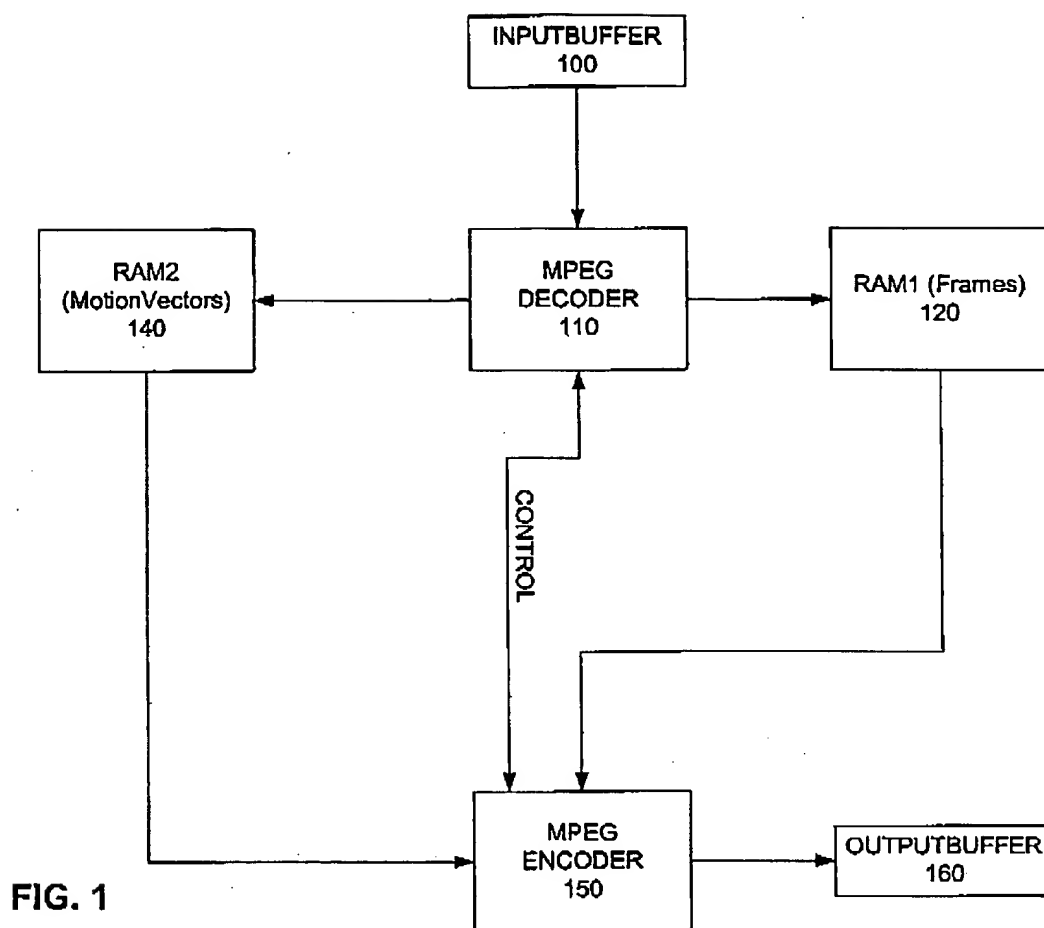 INPUTBUFFER
100
RAM2
(MotionVectors)
140
MPEG
DECODER
110
RAM1 (Frames)
120
CONTROL
MPEG
ENCODER
150
OUTPUTBUFFER
160
FIG. 1